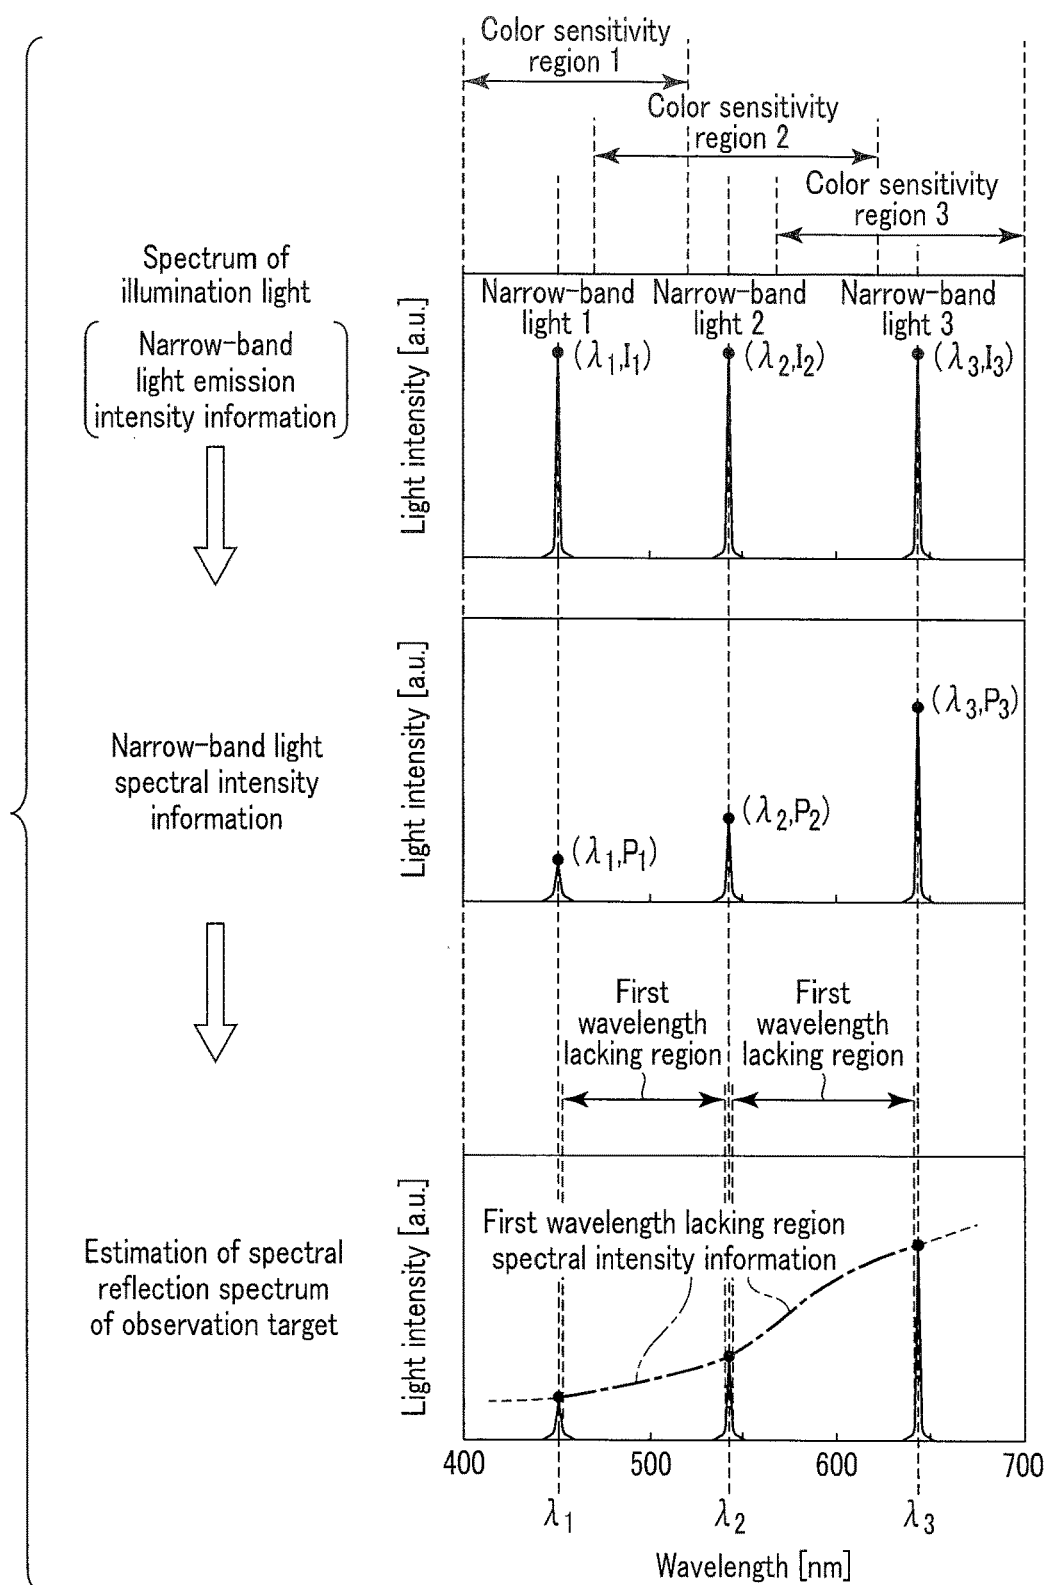 Color sensitivity
region 1
Color sensitivity
region 2
Color sensitivity
region 3
Spectrum of
illumination light
Narrow-band
light emission
intensity information
Light intensity [a.u.]
Narrow-band
light 1
Narrow-band
light 2
Narrow-band
light 3
(λ1,I1)
(λ2,I2)
(λ3,I3)
Narrow-band light
spectral intensity
information
Light intensity [a.u.]
(λ1,P1)
(λ2,P2)
(λ3,P3)
First
wavelength
lacking region
First
wavelength
lacking region
Estimation of spectral
reflection spectrum
of observation target
Light intensity [a.u.]
First wavelength lacking region
spectral intensity information
400 500 600 700
λ1 λ2 λ3
Wavelength [nm]